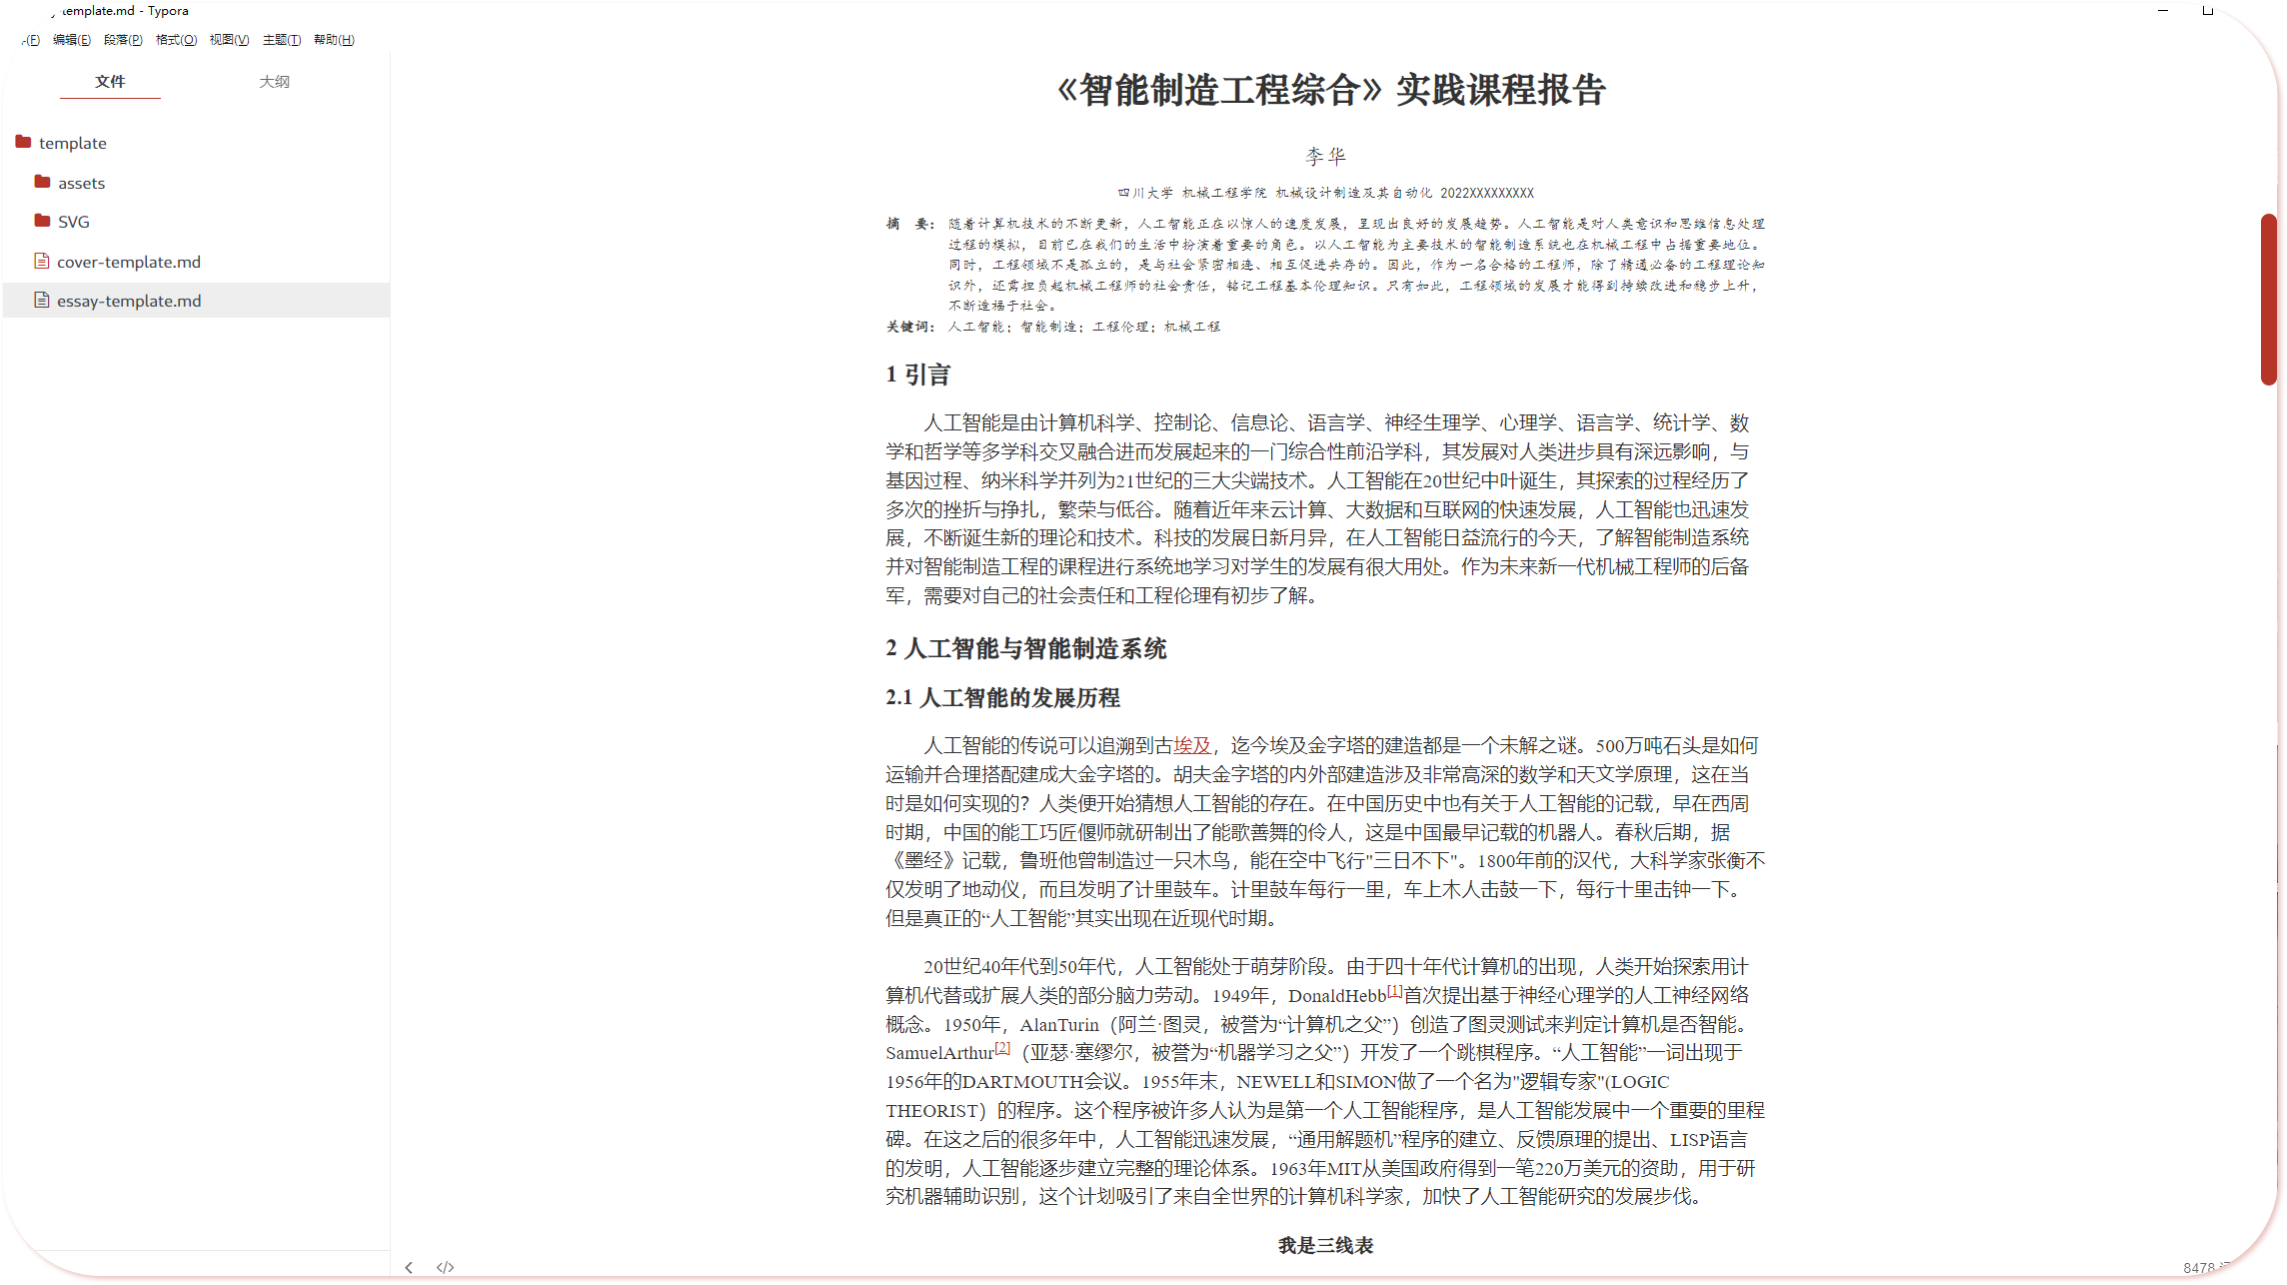 template.md - Typora
(F) 编辑(E) 段落(P) 格式(O) 视图(V) 主题(T) 帮助(H)
文件 大纲
template
assets
SVG
cover-template.md
essay-template.md
《智能制造工程综合》实践课程报告
李华
四川大学 机械工程学院 机械设计制造及其自动化 2022XXXXXXXXX
摘 要： 随着计算机技术的不断更新，人工智能正在以惊人的速度发展，呈现出良好的发展趋势。人工智能是对人类意识和思维信息处理
过程的模拟，目前已在我们的生活中扮演着重要的角色。以人工智能为主要技术的智能制造系统也在机械工程中占据重要地位。
同时，工程领域不是孤立的，是与社会紧密相连、相互促进共存的。因此，作为一名合格的工程师，除了精通必备的工程理论知
识外，还需担负起机械工程师的社会责任，铭记工程基本伦理知识。只有如此，工程领域的发展才能得到持续改进和稳步上升，
不断造福于社会。
关键词： 人工智能；智能制造；工程伦理；机械工程
1 引言
人工智能是由计算机科学、控制论、信息论、语言学、神经生理学、心理学、语言学、统计学、数
学和哲学等多学科交叉融合进而发展起来的一门综合性前沿学科，其发展对人类进步具有深远影响，与
基因过程、纳米科学并列为21世纪的三大尖端技术。人工智能在20世纪中叶诞生，其探索的过程经历了
多次的挫折与挣扎，繁荣与低谷。随着近年来云计算、大数据和互联网的快速发展，人工智能也迅速发
展，不断诞生新的理论和技术。科技的发展日新月异，在人工智能日益流行的今天，了解智能制造系统
并对智能制造工程的课程进行系统地学习对学生的发展有很大用处。作为未来新一代机械工程师的后备
军，需要对自己的社会责任和工程伦理有初步了解。
2 人工智能与智能制造系统
2.1 人工智能的发展历程
人工智能的传说可以追溯到古埃及，迄今埃及金字塔的建造都是一个未解之谜。500万吨石头是如何
运输并合理搭配建成大金字塔的。胡夫金字塔的内外部建造涉及非常高深的数学和天文学原理，这在当
时是如何实现的？人类便开始猜想人工智能的存在。在中国历史中也有关于人工智能的记载，早在西周
时期，中国的能工巧匠偃师就研制出了能歌善舞的伶人，这是中国最早记载的机器人。春秋后期，据
《墨经》记载，鲁班他曾制造过一只木鸟，能在空中飞行"三日不下"。1800年前的汉代，大科学家张衡不
仅发明了地动仪，而且发明了计里鼓车。计里鼓车每行一里，车上木人击鼓一下，每行十里击钟一下。
但是真正的“人工智能”其实出现在近现代时期。
20世纪40年代到50年代，人工智能处于萌芽阶段。由于四十年代计算机的出现，人类开始探索用计
算机代替或扩展人类的部分脑力劳动。1949年，DonaldHebb[1]首次提出基于神经心理学的人工神经网络
概念。1950年，AlanTurin（阿兰·图灵，被誉为“计算机之父”）创造了图灵测试来判定计算机是否智能。
SamuelArthur[2]（亚瑟·塞缪尔，被誉为“机器学习之父”）开发了一个跳棋程序。“人工智能”一词出现于
1956年的DARTMOUTH会议。1955年末，NEWELL和SIMON做了一个名为"逻辑专家"(LOGIC
THEORIST）的程序。这个程序被许多人认为是第一个人工智能程序，是人工智能发展中一个重要的里程
碑。在这之后的很多年中，人工智能迅速发展，“通用解题机”程序的建立、反馈原理的提出、LISP语言
的发明，人工智能逐步建立完整的理论体系。1963年MIT从美国政府得到一笔220万美元的资助，用于研
究机器辅助识别，这个计划吸引了来自全世界的计算机科学家，加快了人工智能研究的发展步伐。
我是三线表
8478